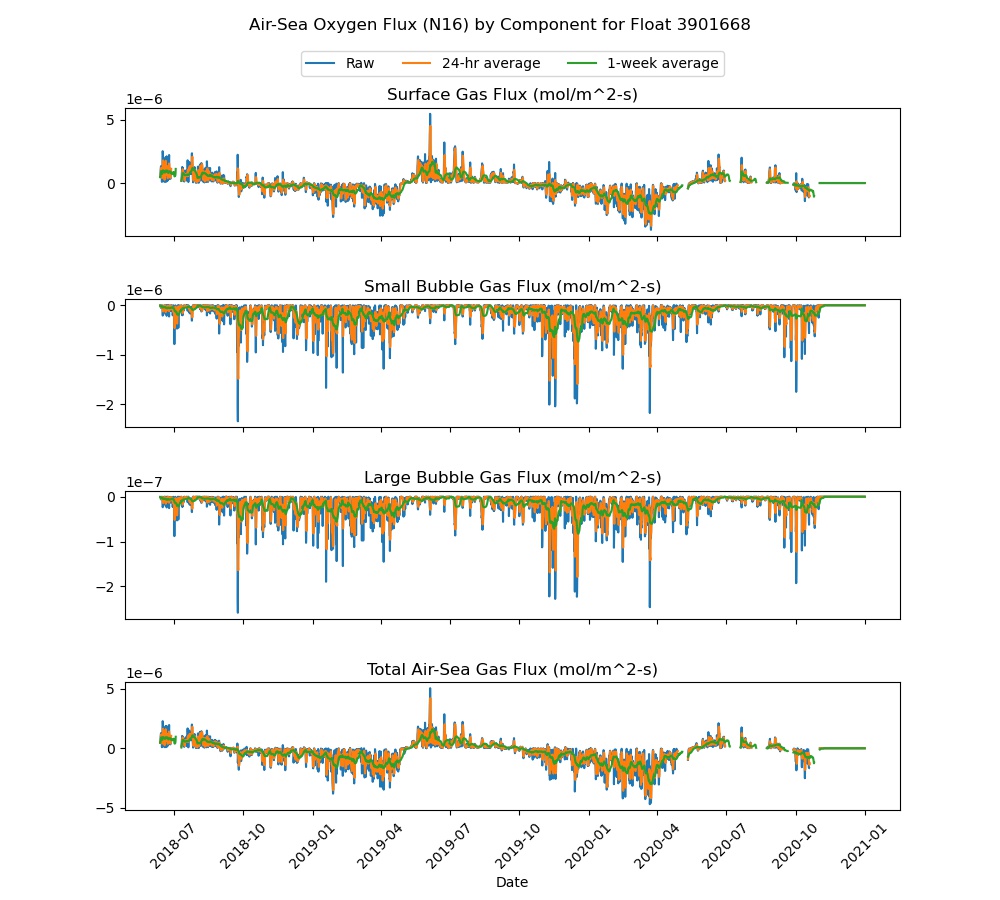 Air-Sea Oxygen Flux (N16) by Component for Float 3901668
Raw 24-hr average 1-week average
1e−6 Surface Gas Flux (mol/m^2-s)
5
0
1e−6 Small Bubble Gas Flux (mol/m^2-s)
0
−1
−2
1e−7 Large Bubble Gas Flux (mol/m^2-s)
0
−1
−2
1e−6 Total Air-Sea Gas Flux (mol/m^2-s)
5
0
−5
2018-07 2018-10 2019-01 2019-04 2019-07 2019-10 2020-01 2020-04 2020-07 2020-10 2021-01
Date